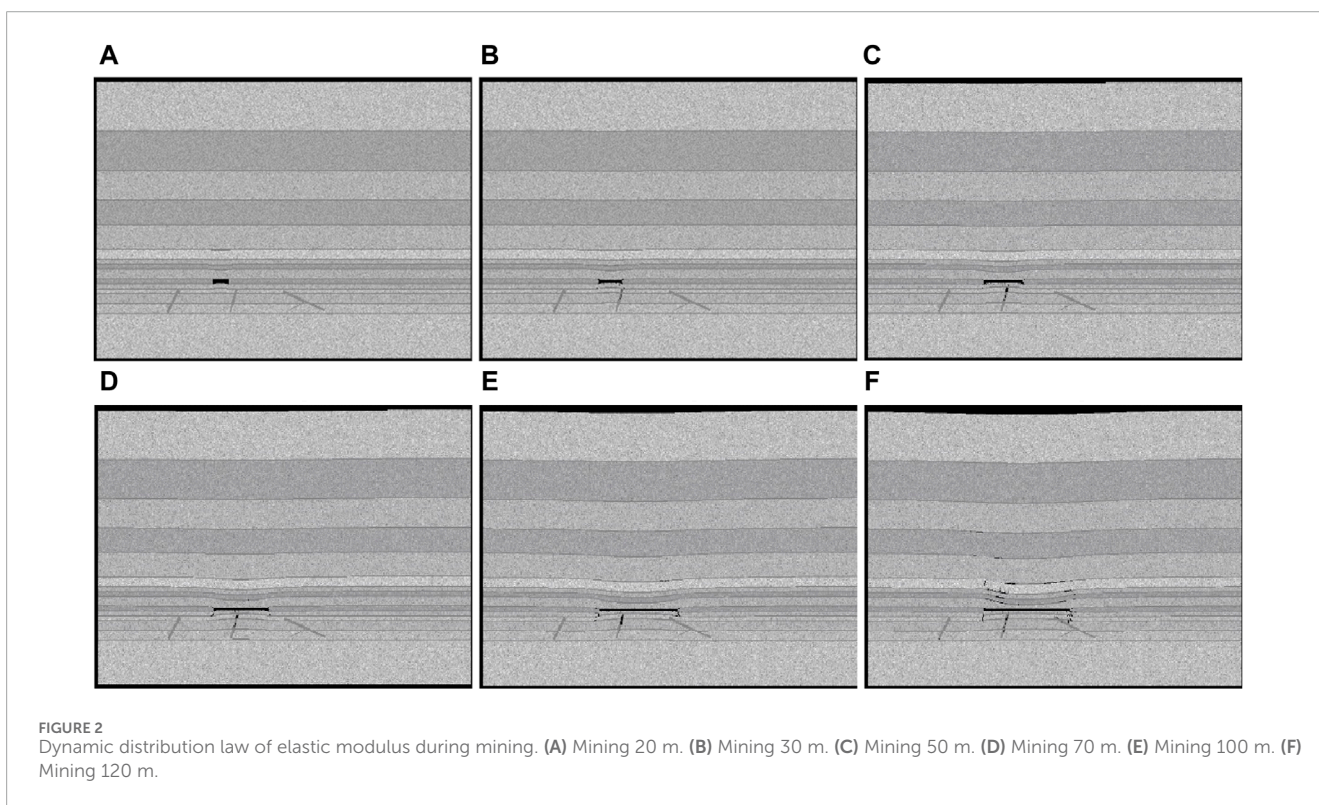 A
B
C
D
E
F
FIGURE 2
Dynamic distribution law of elastic modulus during mining. (A) Mining 20 m. (B) Mining 30 m. (C) Mining 50 m. (D) Mining 70 m. (E) Mining 100 m. (F)
Mining 120 m.